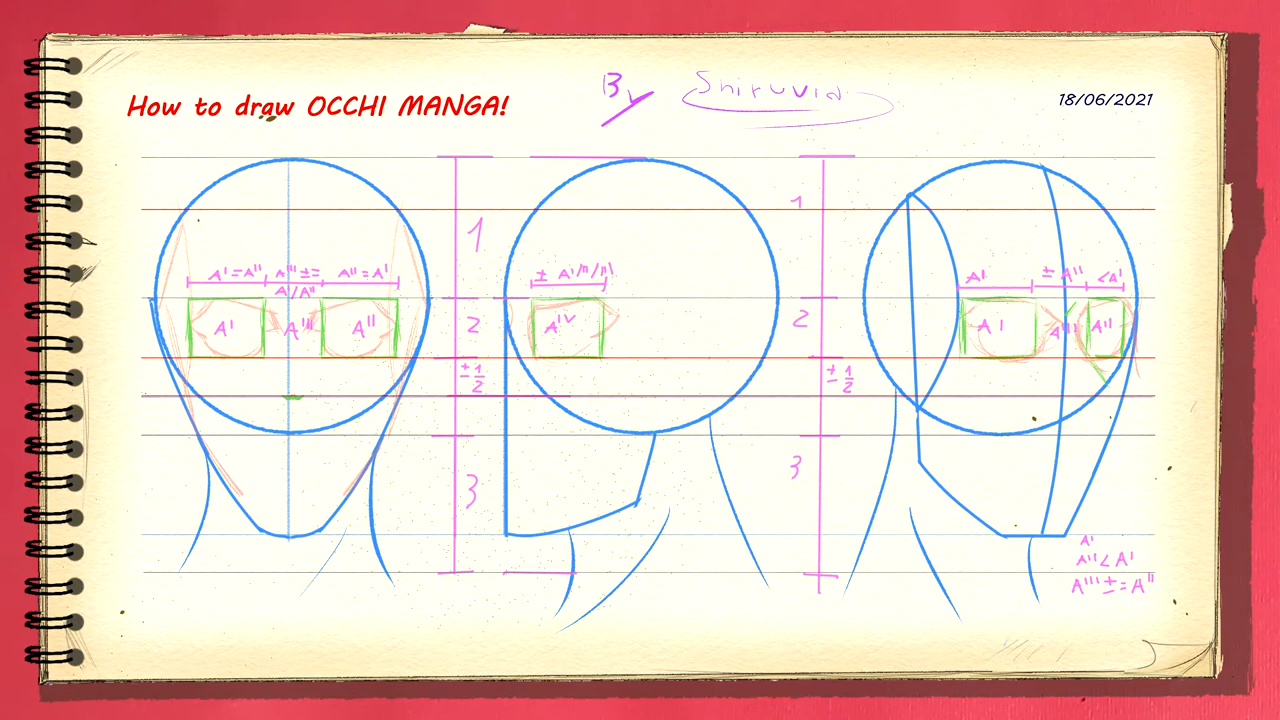 How to draw OCCHI MANGA!
By Shiruvia
18/06/2021
1
1
A' = A''
A''' ±=
A'' = A'
A'/A''
± A'/''/'''
A'
± A''
< A'
A'
A'''
A''
2
A'ᵛ
2
A'
A'''
A''
± 1/2
± 1/2
3
3
A'
A'' < A'
A''' ±= A''